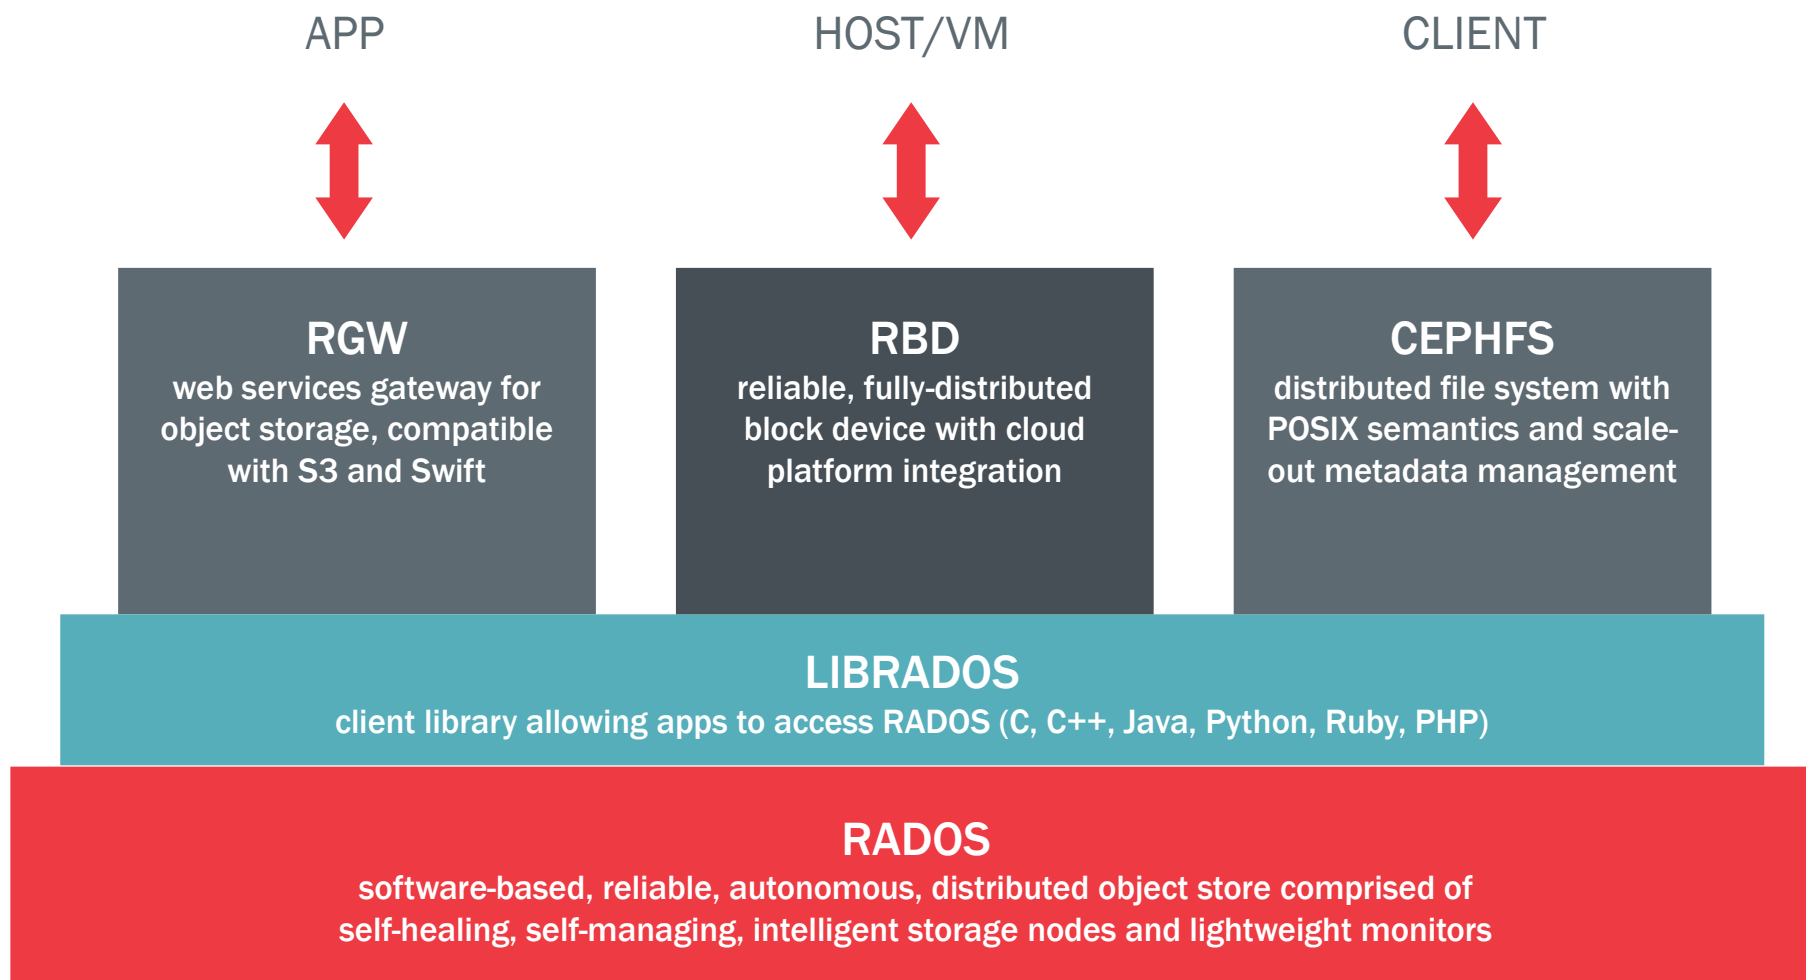 APP
HOST/VM
CLIENT
RGW
web services gateway for
object storage, compatible
with S3 and Swift
RBD
reliable, fully-distributed
block device with cloud
platform integration
CEPHFS
distributed file system with
POSIX semantics and scale-
out metadata management
LIBRADOS
client library allowing apps to access RADOS (C, C++, Java, Python, Ruby, PHP)
RADOS
software-based, reliable, autonomous, distributed object store comprised of
self-healing, self-managing, intelligent storage nodes and lightweight monitors